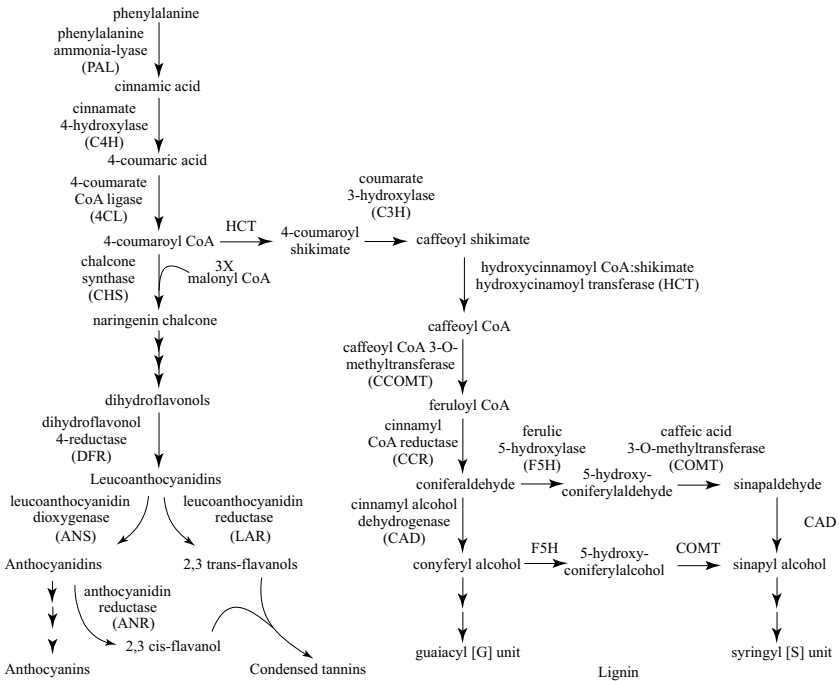 phenylalanine
phenylalanine
ammonia-lyase
(PAL)
cinnamic acid
cinnamate
4-hydroxylase
(C4H)
4-coumaric acid
4-coumarate
CoA ligase
(4CL)
4-coumaroyl CoA
HCT
4-coumaroyl
shikimate
coumarate
3-hydroxylase
(C3H)
caffeoyl shikimate
chalcone
synthase
(CHS)
3X
malonyl CoA
hydroxycinnamoyl CoA:shikimate
hydroxycinamoyl transferase (HCT)
naringenin chalcone
caffeoyl CoA
caffeoyl CoA 3-O-
methyltransferase
(CCOMT)
dihydroflavonols
feruloyl CoA
dihydroflavonol
4-reductase
(DFR)
cinnamyl
CoA reductase
(CCR)
ferulic
5-hydroxylase
(F5H)
caffeic acid
3-O-methyltransferase
(COMT)
Leucoanthocyanidins
coniferaldehyde
5-hydroxy-
coniferylaldehyde
sinapaldehyde
leucoanthocyanidin
dioxygenase
(ANS)
leucoanthocyanidin
reductase
(LAR)
cinnamyl alcohol
dehydrogenase
(CAD)
CAD
Anthocyanidins
2,3 trans-flavanols
conyferyl alcohol
F5H
5-hydroxy-
coniferylalcohol
COMT
sinapyl alcohol
anthocyanidin
reductase
(ANR)
2,3 cis-flavanol
Anthocyanins
Condensed tannins
guaiacyl [G] unit
Lignin
syringyl [S] unit